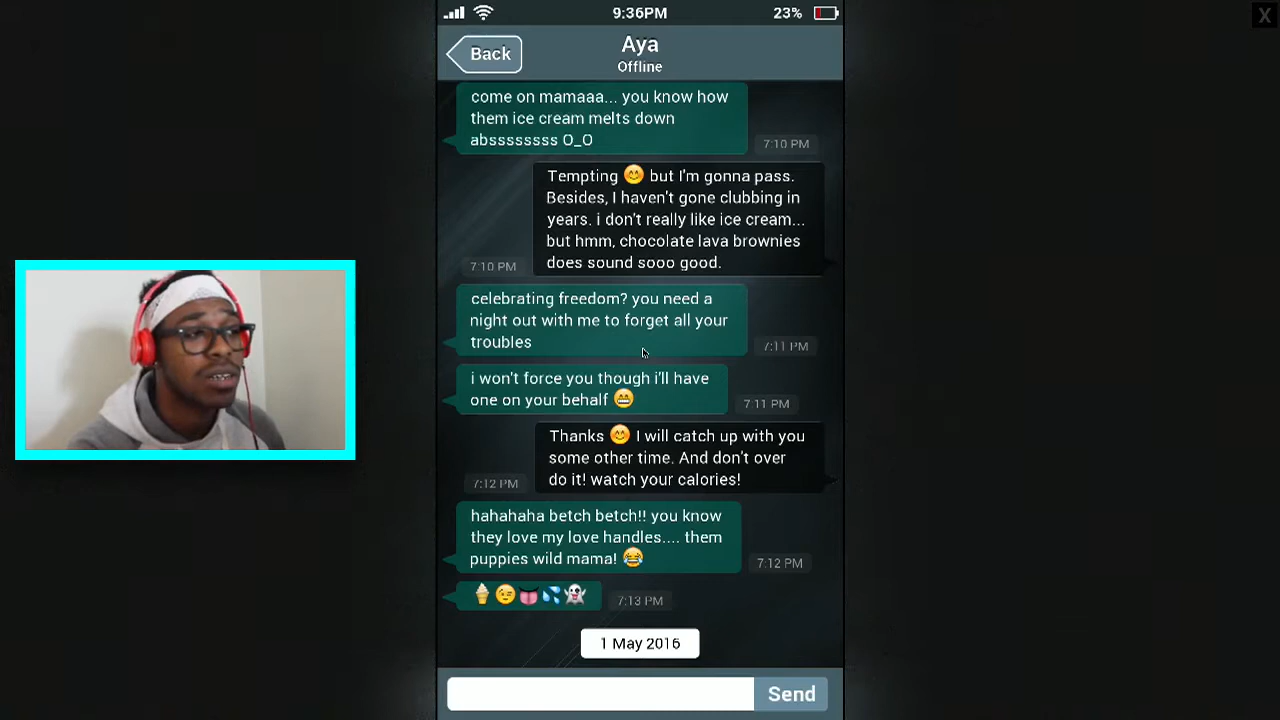 9:36PM
23%
X
Back
Aya
Offline
come on mamaaa... you know how
them ice cream melts down
absssssssss O_O
7:10 PM
Tempting 😊 but I'm gonna pass.
Besides, I haven't gone clubbing in
years. i don't really like ice cream...
but hmm, chocolate lava brownies
does sound sooo good.
7:10 PM
celebrating freedom? you need a
night out with me to forget all your
troubles
7:11 PM
i won't force you though i'll have
one on your behalf 😁
7:11 PM
Thanks 😊 I will catch up with you
some other time. And don't over
do it! watch your calories!
7:12 PM
hahahaha betch betch!! you know
they love my love handles.... them
puppies wild mama! 😂
7:12 PM
🍦😉👅💦👻
7:13 PM
1 May 2016
Send